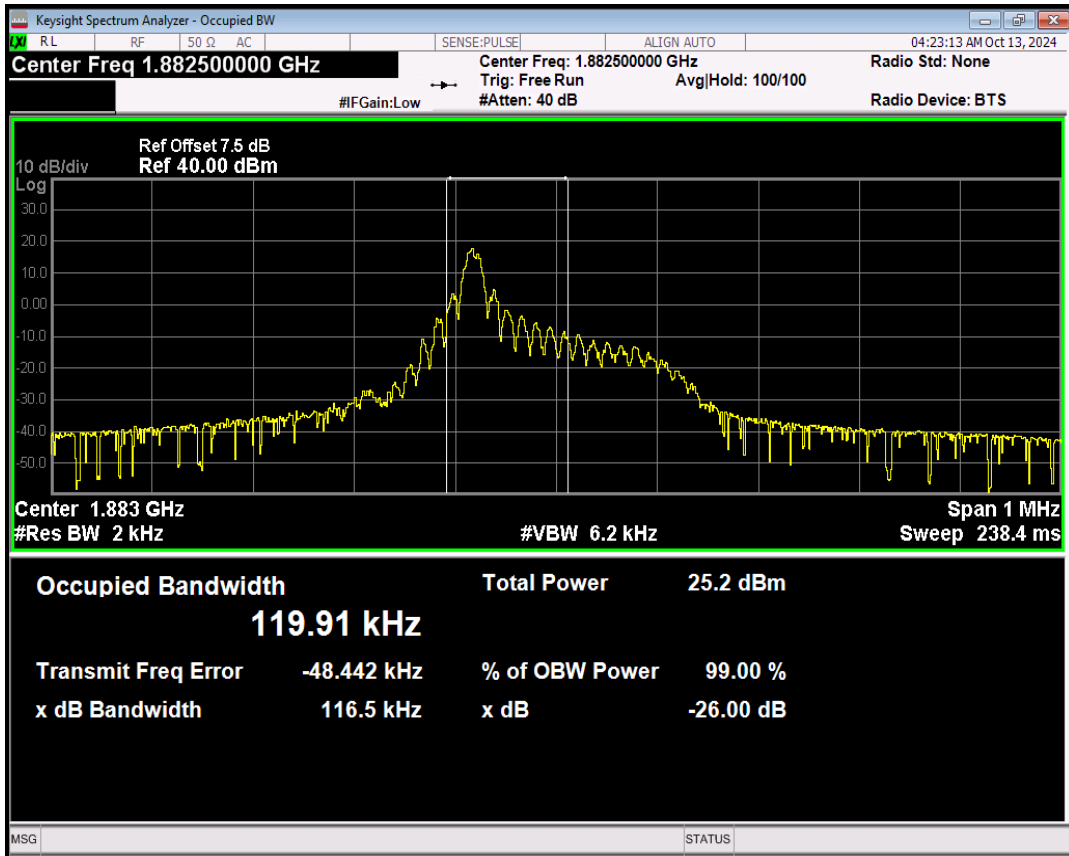 Keysight Spectrum Analyzer - Occupied BW
LXI RL RF 50 Ω AC SENSE:PULSE ALIGN AUTO 04:23:13 AM Oct 13, 2024
Center Freq 1.882500000 GHz
Center Freq: 1.882500000 GHz
Radio Std: None
Trig: Free Run Avg|Hold: 100/100
#IFGain:Low
#Atten: 40 dB
Radio Device: BTS
Ref Offset 7.5 dB
10 dB/div Ref 40.00 dBm
Log
30.0
20.0
10.0
0.00
-10.0
-20.0
-30.0
-40.0
-50.0
Center 1.883 GHz Span 1 MHz
#Res BW 2 kHz #VBW 6.2 kHz Sweep 238.4 ms
Occupied Bandwidth Total Power 25.2 dBm
119.91 kHz
Transmit Freq Error -48.442 kHz % of OBW Power 99.00 %
x dB Bandwidth 116.5 kHz x dB -26.00 dB
MSG STATUS